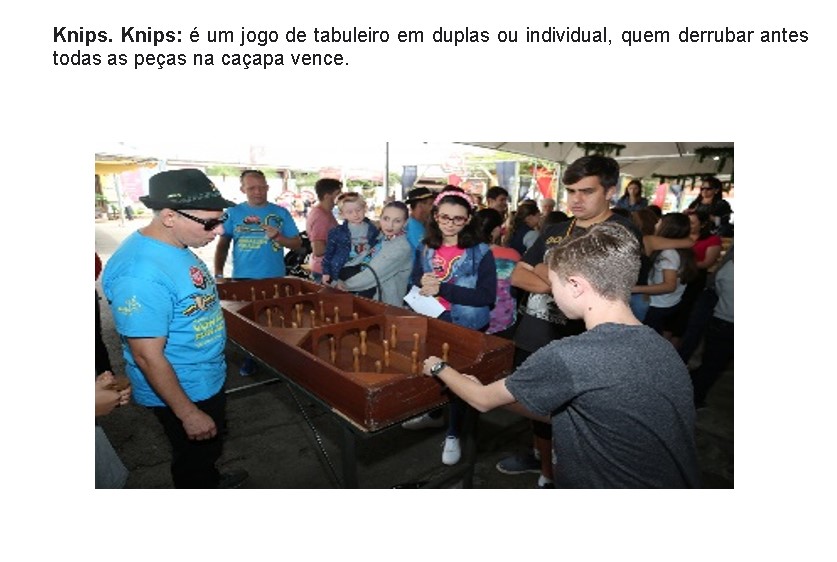 Knips. Knips: é um jogo de tabuleiro em duplas ou individual, quem derrubar antes
todas as peças na caçapa vence.